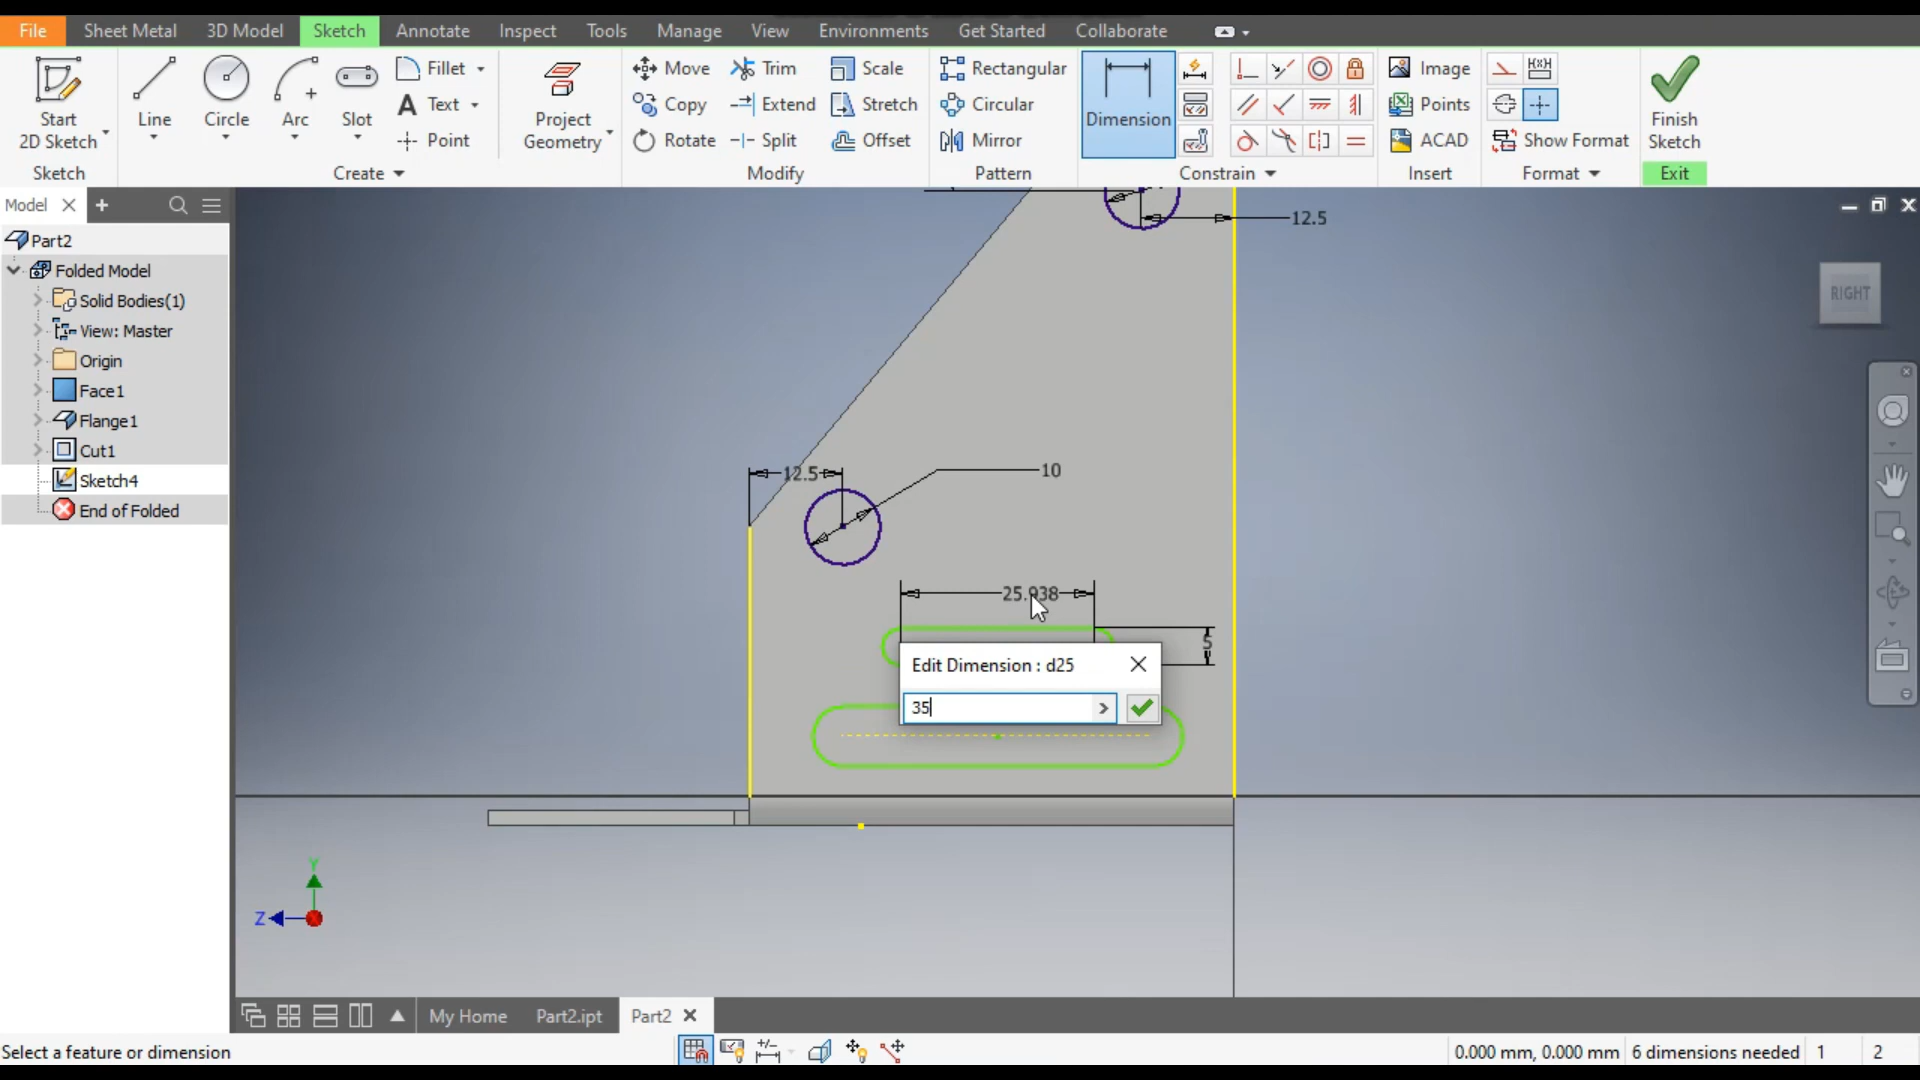 File Sheet Metal 3D Model Sketch Annotate Inspect Tools Manage View Environments Get Started Collaborate
Start
2D Sketch
Sketch
Line
Circle
Arc
Slot
Fillet
Text
Point
Create
Project
Geometry
Move
Copy
Rotate
Trim
Extend
Split
Scale
Stretch
Offset
Modify
Rectangular
Circular
Mirror
Pattern
Dimension
Constrain
Image
Points
ACAD
Insert
Show Format
Format
Finish
Sketch
Exit
Model
Part2
Folded Model
Solid Bodies(1)
View: Master
Origin
Face1
Flange1
Cut1
Sketch4
End of Folded
RIGHT
12.5
12.5
10
25.938
5
Edit Dimension : d25
35
Y
Z
My Home Part2.ipt Part2
Select a feature or dimension
0.000 mm, 0.000 mm 6 dimensions needed 1 2